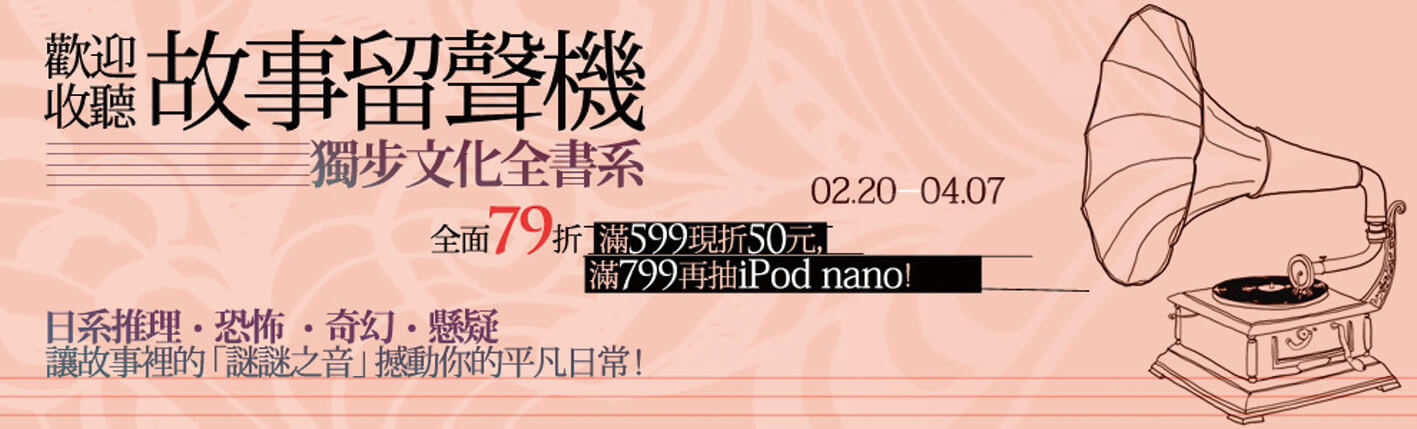 歡迎
收聽
故事留聲機
獨步文化全書系
02.20—04.07
全面79折
滿599現折50元,
滿799再抽iPod nano!
日系推理・恐怖・奇幻・懸疑
讓故事裡的「謎謎之音」撼動你的平凡日常!